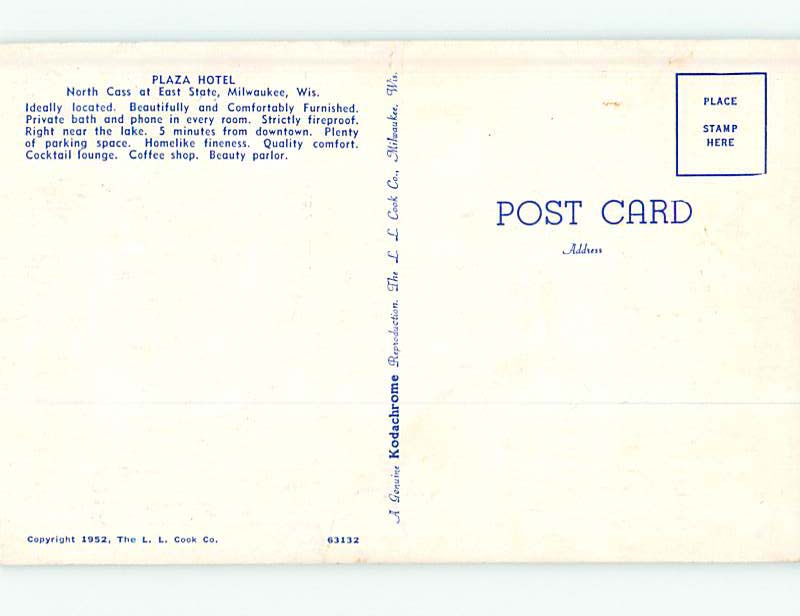 PLAZA HOTEL
North Cass at East State, Milwaukee, Wis.
Ideally located. Beautifully and Comfortably Furnished.
Private bath and phone in every room. Strictly fireproof.
Right near the lake. 5 minutes from downtown. Plenty
of parking space. Homelike fineness. Quality comfort.
Cocktail lounge. Coffee shop. Beauty parlor.
Copyright 1952, The L. L. Cook Co.
63132
A Genuine Kodachrome Reproduction. The L. L. Cook Co., Milwaukee, Wis.
PLACE
STAMP
HERE
POST CARD
Address